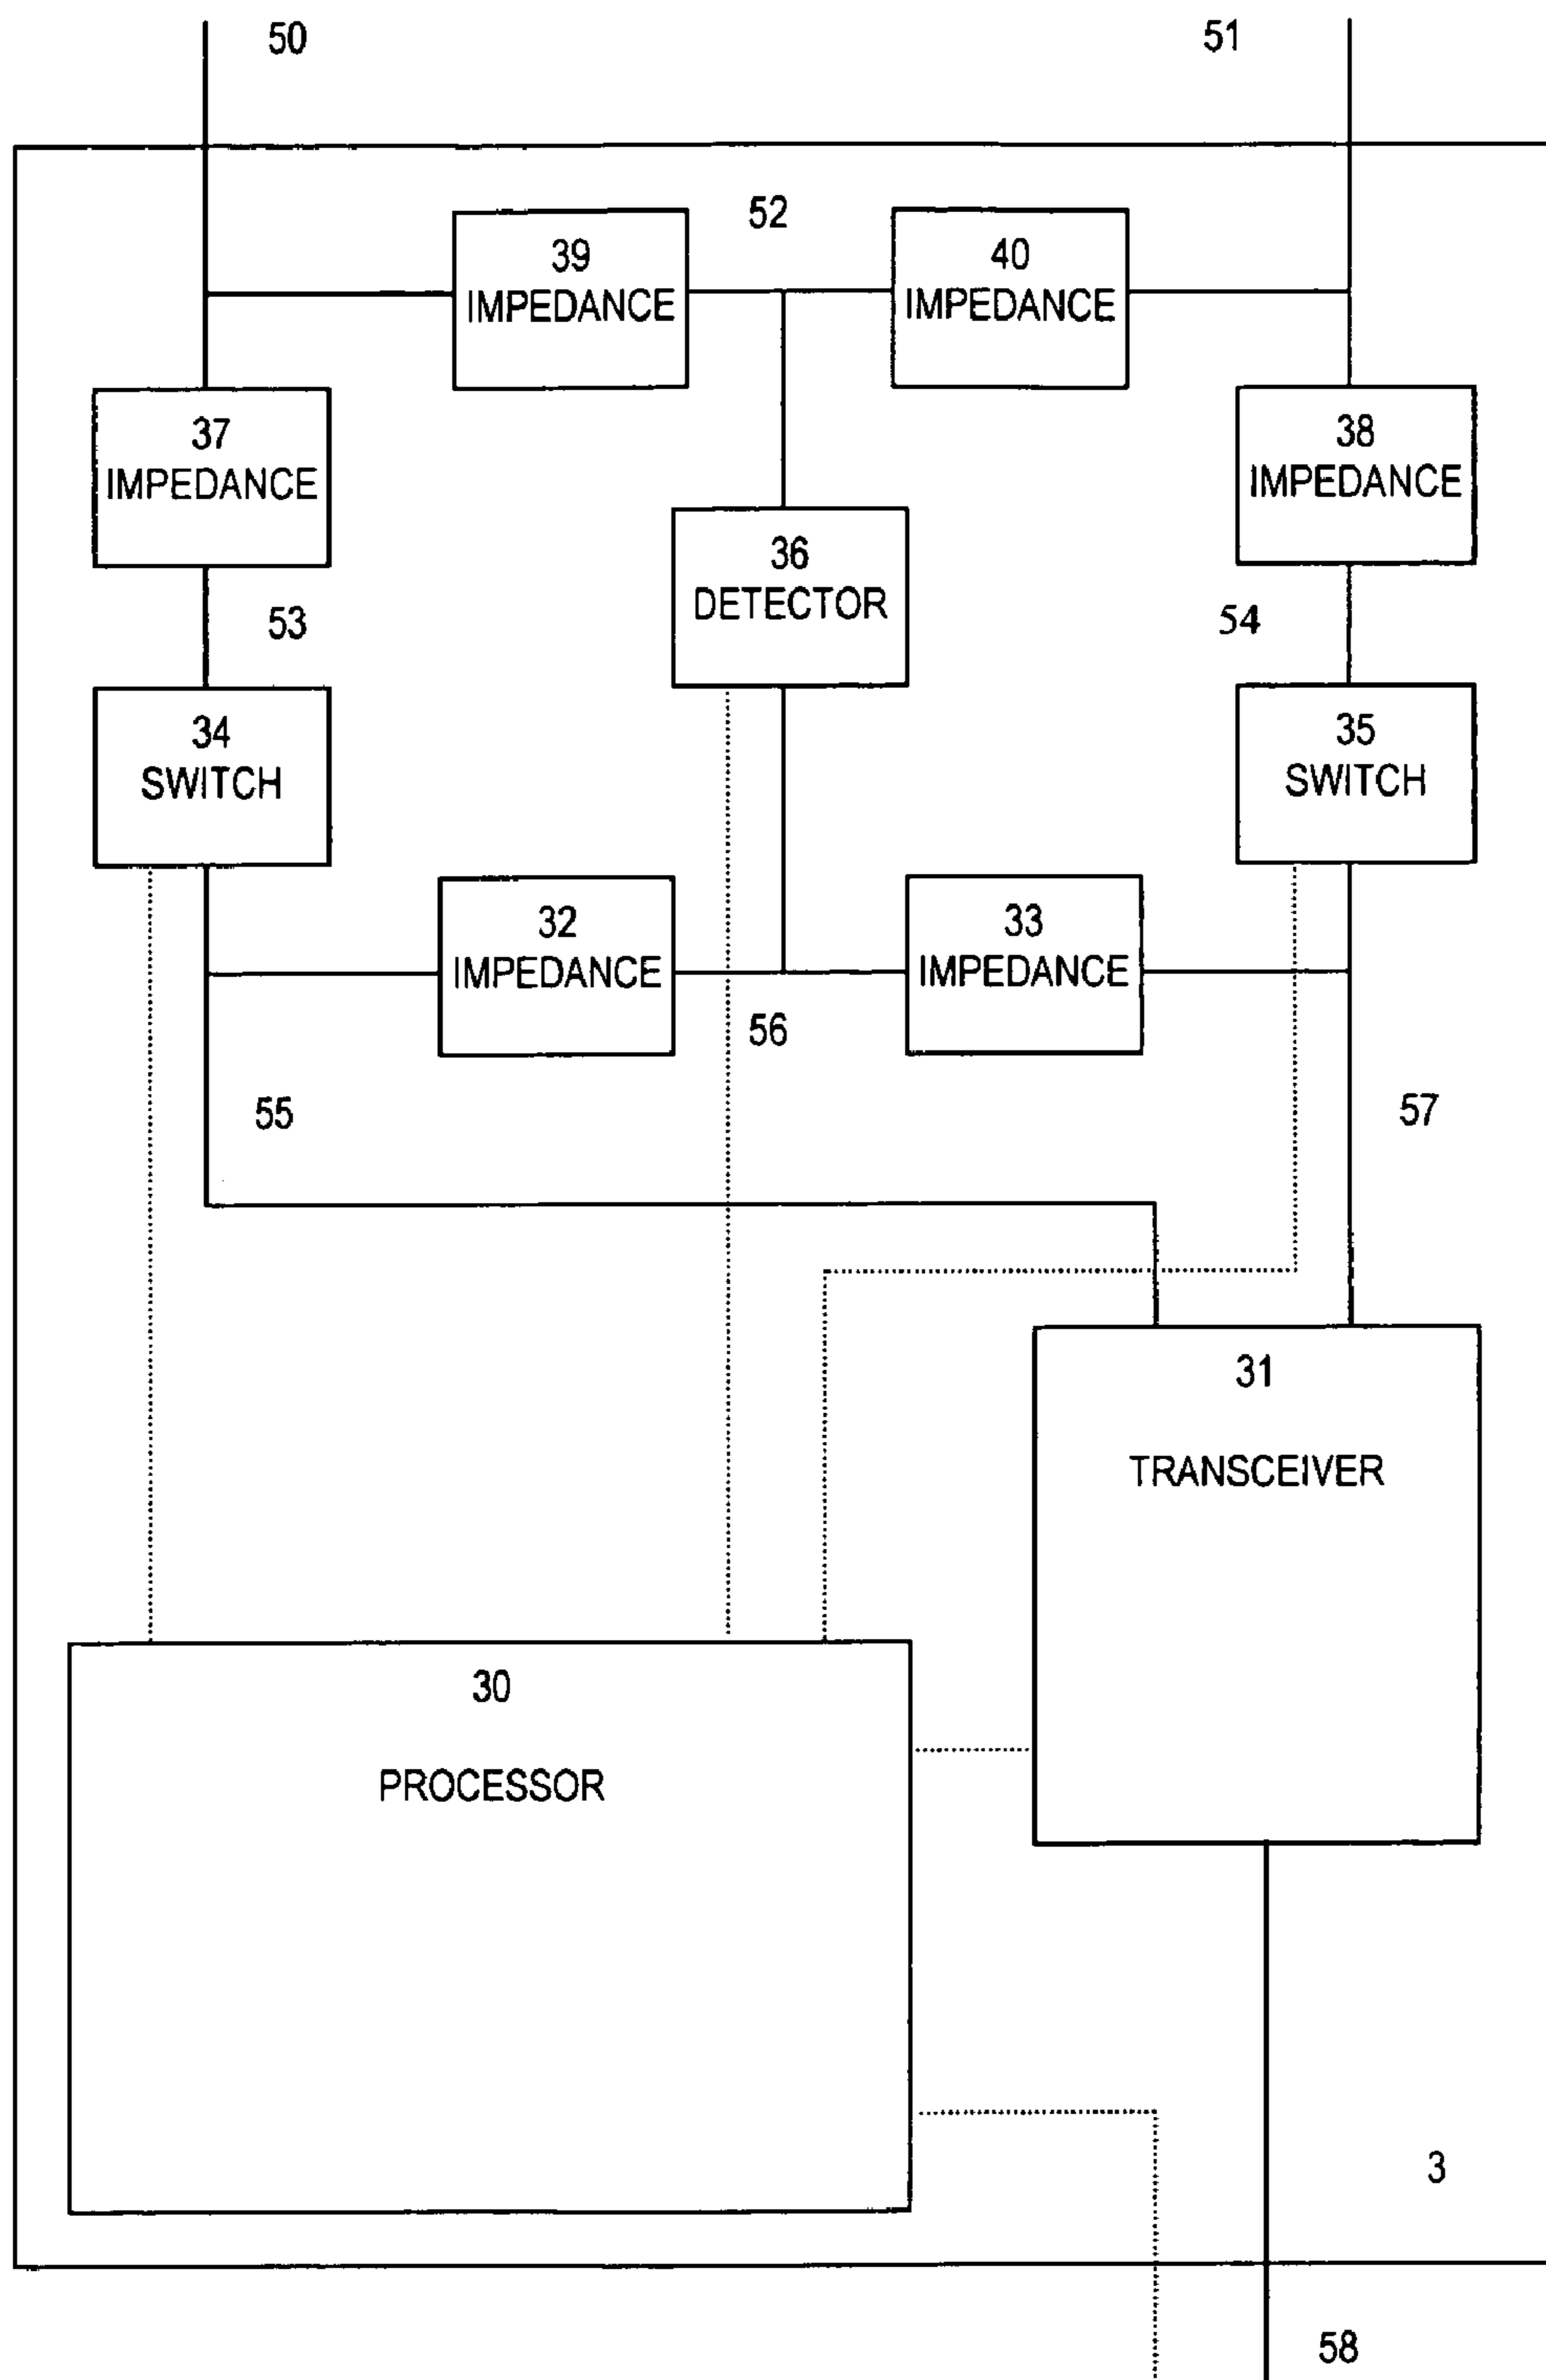 50
51
52
39
IMPEDANCE
40
IMPEDANCE
37
IMPEDANCE
38
IMPEDANCE
36
DETECTOR
53
54
34
SWITCH
35
SWITCH
32
IMPEDANCE
33
IMPEDANCE
56
55
57
31
TRANSCEIVER
30
PROCESSOR
3
58